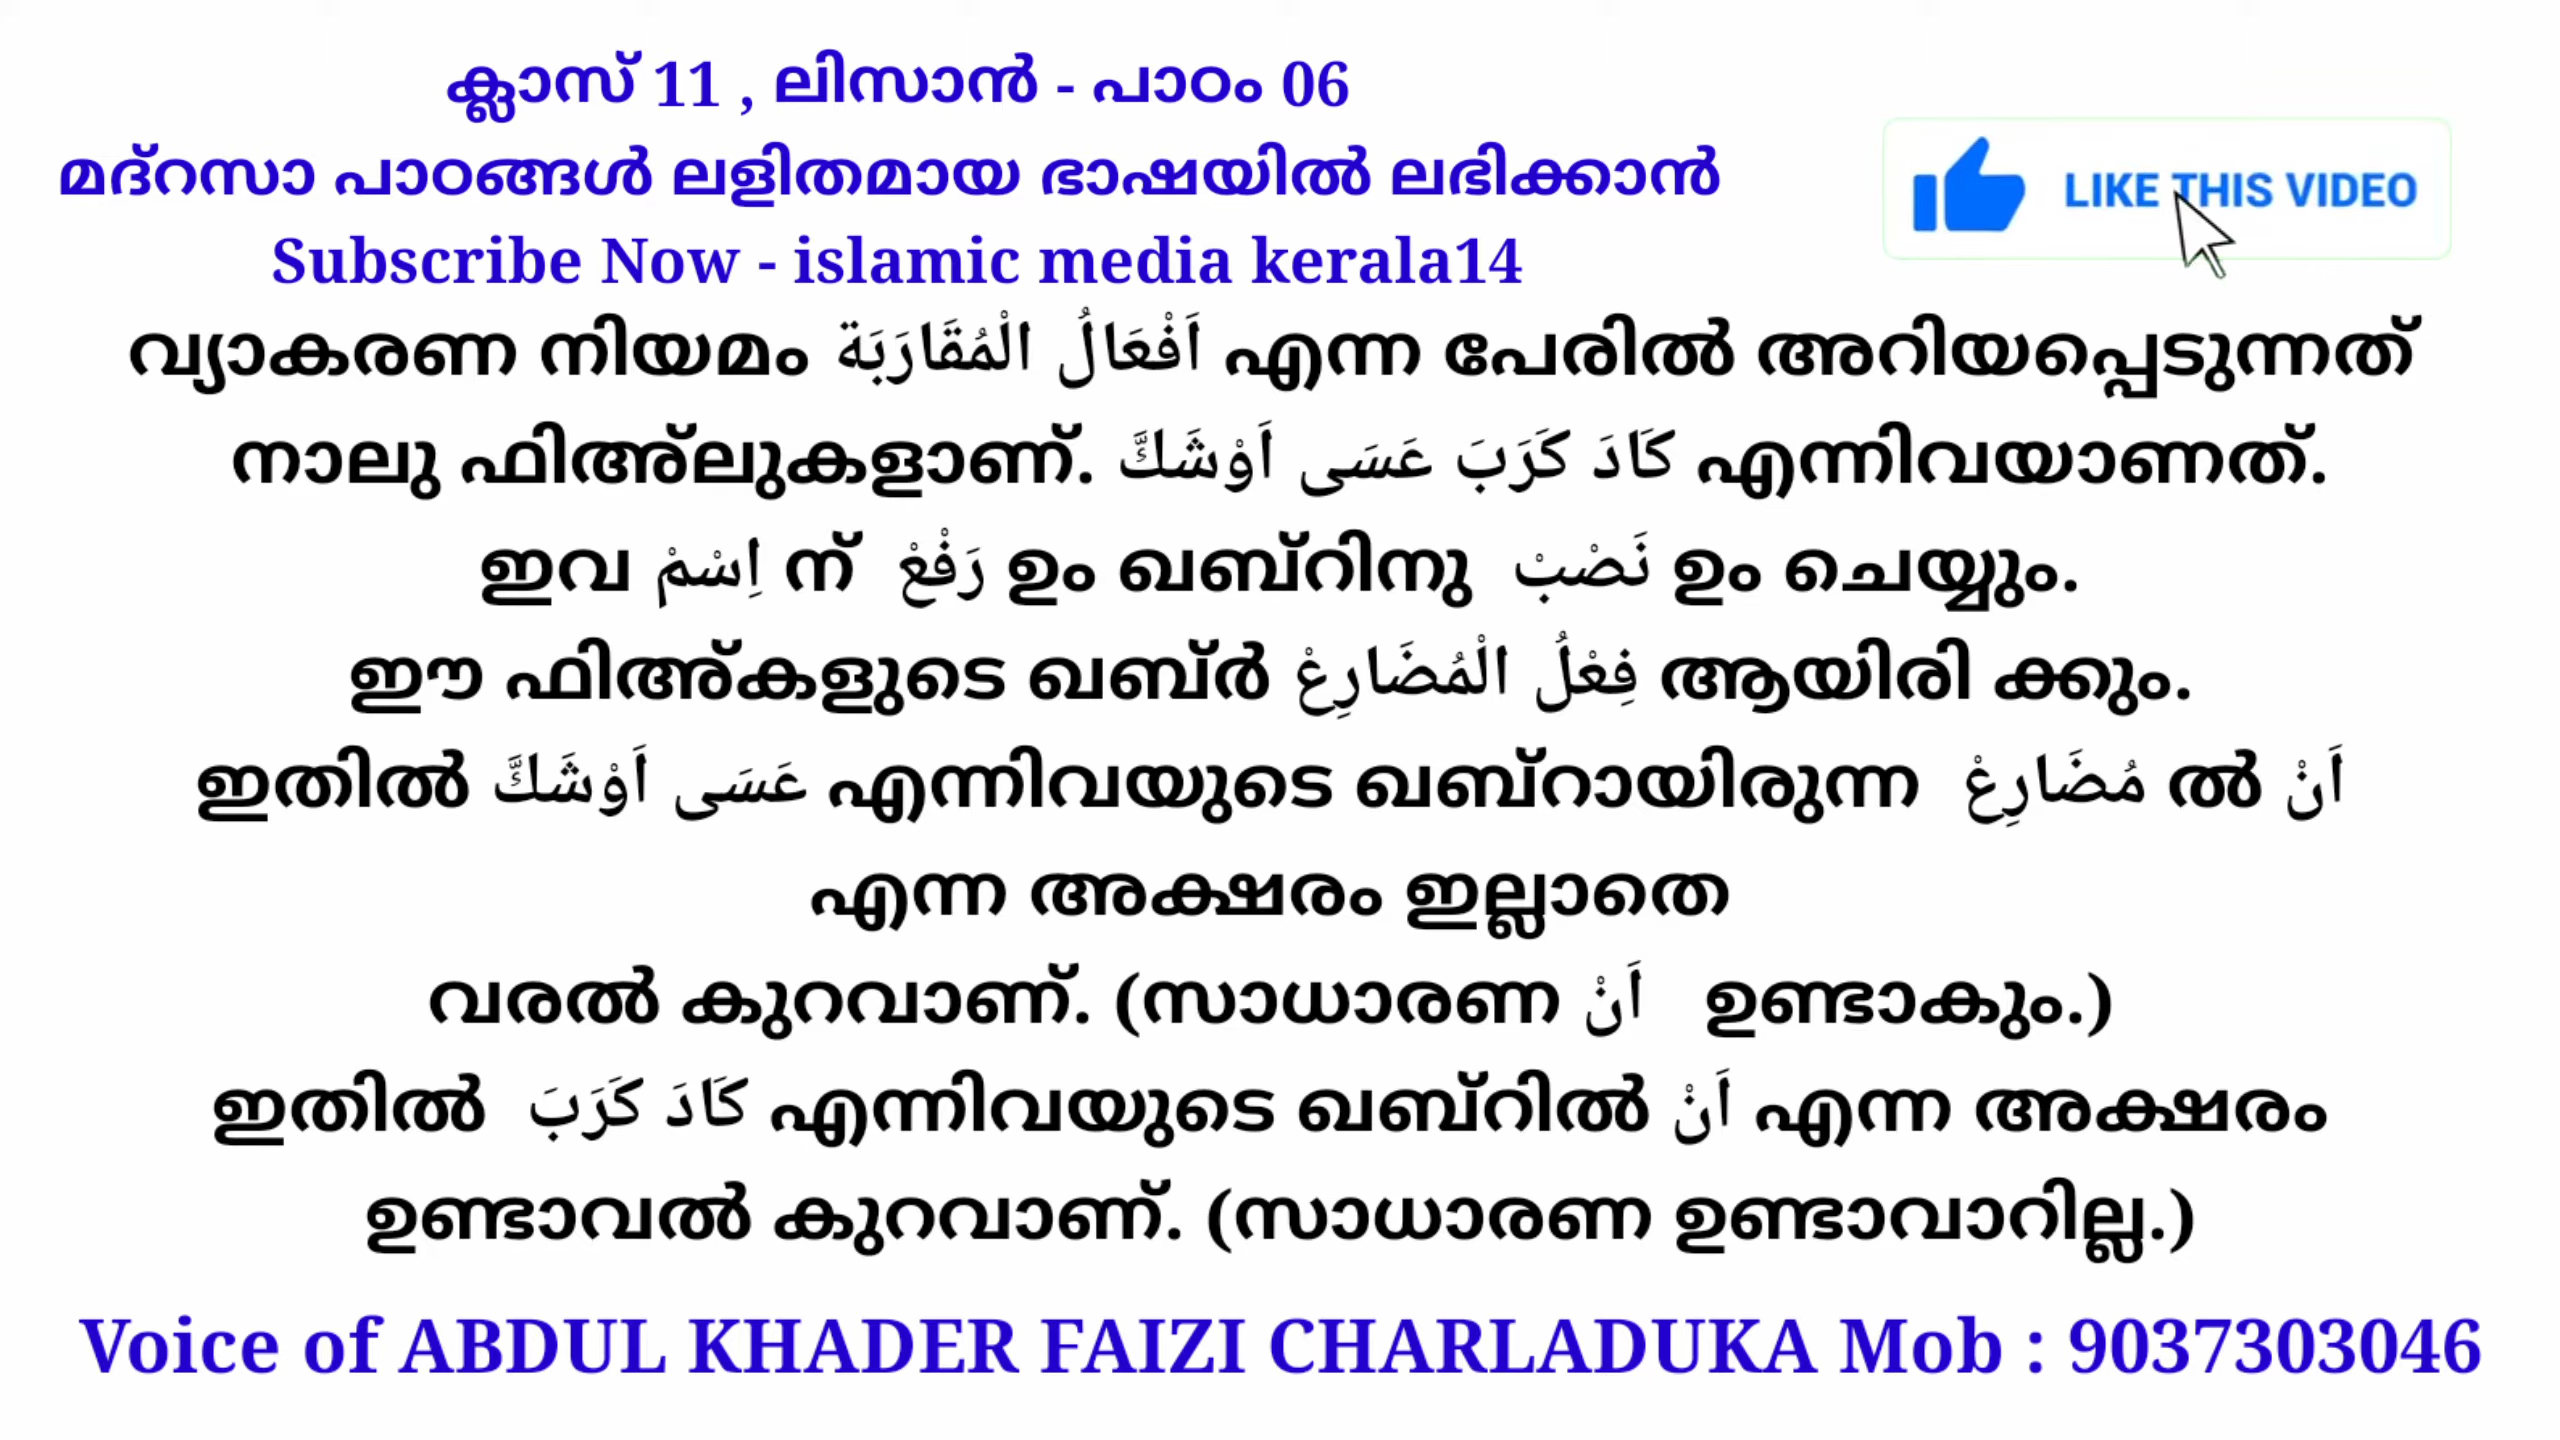 ക്ലാസ് 11 , ലിസാൻ - പാഠം 06
മദ്റസാ പാഠങ്ങൾ ലളിതമായ ഭാഷയിൽ ലഭിക്കാൻ
Subscribe Now - islamic media kerala14
LIKE THIS VIDEO
വ്യാകരണ നിയമം اَفْعَالُ الْمُقَارَبَة എന്ന പേരിൽ അറിയപ്പെടുന്നത്
നാലു ഫിഅ്ലുകളാണ്. كَادَ كَرَبَ عَسَى اَوْشَكَّ എന്നിവയാണത്.
ഇവ اِسْمْ ന് رَفْعْ ഉം ഖബ്റിനു نَصْبْ ഉം ചെയ്യും.
ഈ ഫിഅ്കളുടെ ഖബ്ർ فِعْلُ الْمُضَارِعْ ആയിരി ക്കും.
ഇതിൽ عَسَى اَوْشَكَّ എന്നിവയുടെ ഖബ്റായിരുന്ന مُضَارِعْ ൽ اَنْ
എന്ന അക്ഷരം ഇല്ലാതെ
വരൽ കുറവാണ്. (സാധാരണ اَنْ ഉണ്ടാകും.)
ഇതിൽ كَادَ كَرَبَ എന്നിവയുടെ ഖബ്റിൽ اَنْ എന്ന അക്ഷരം
ഉണ്ടാവൽ കുറവാണ്. (സാധാരണ ഉണ്ടാവാറില്ല.)
Voice of ABDUL KHADER FAIZI CHARLADUKA Mob : 9037303046